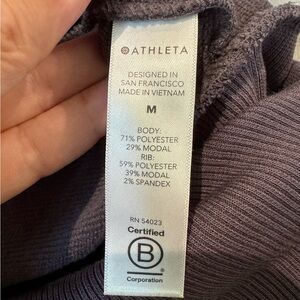 ATHLETA
DESIGNED IN
SAN FRANCISCO
MADE IN VIETNAM
M
BODY:
71% POLYESTER
29% MODAL
RIB:
59% POLYESTER
39% MODAL
2% SPANDEX
RN 54023
Certified
B
Corporation